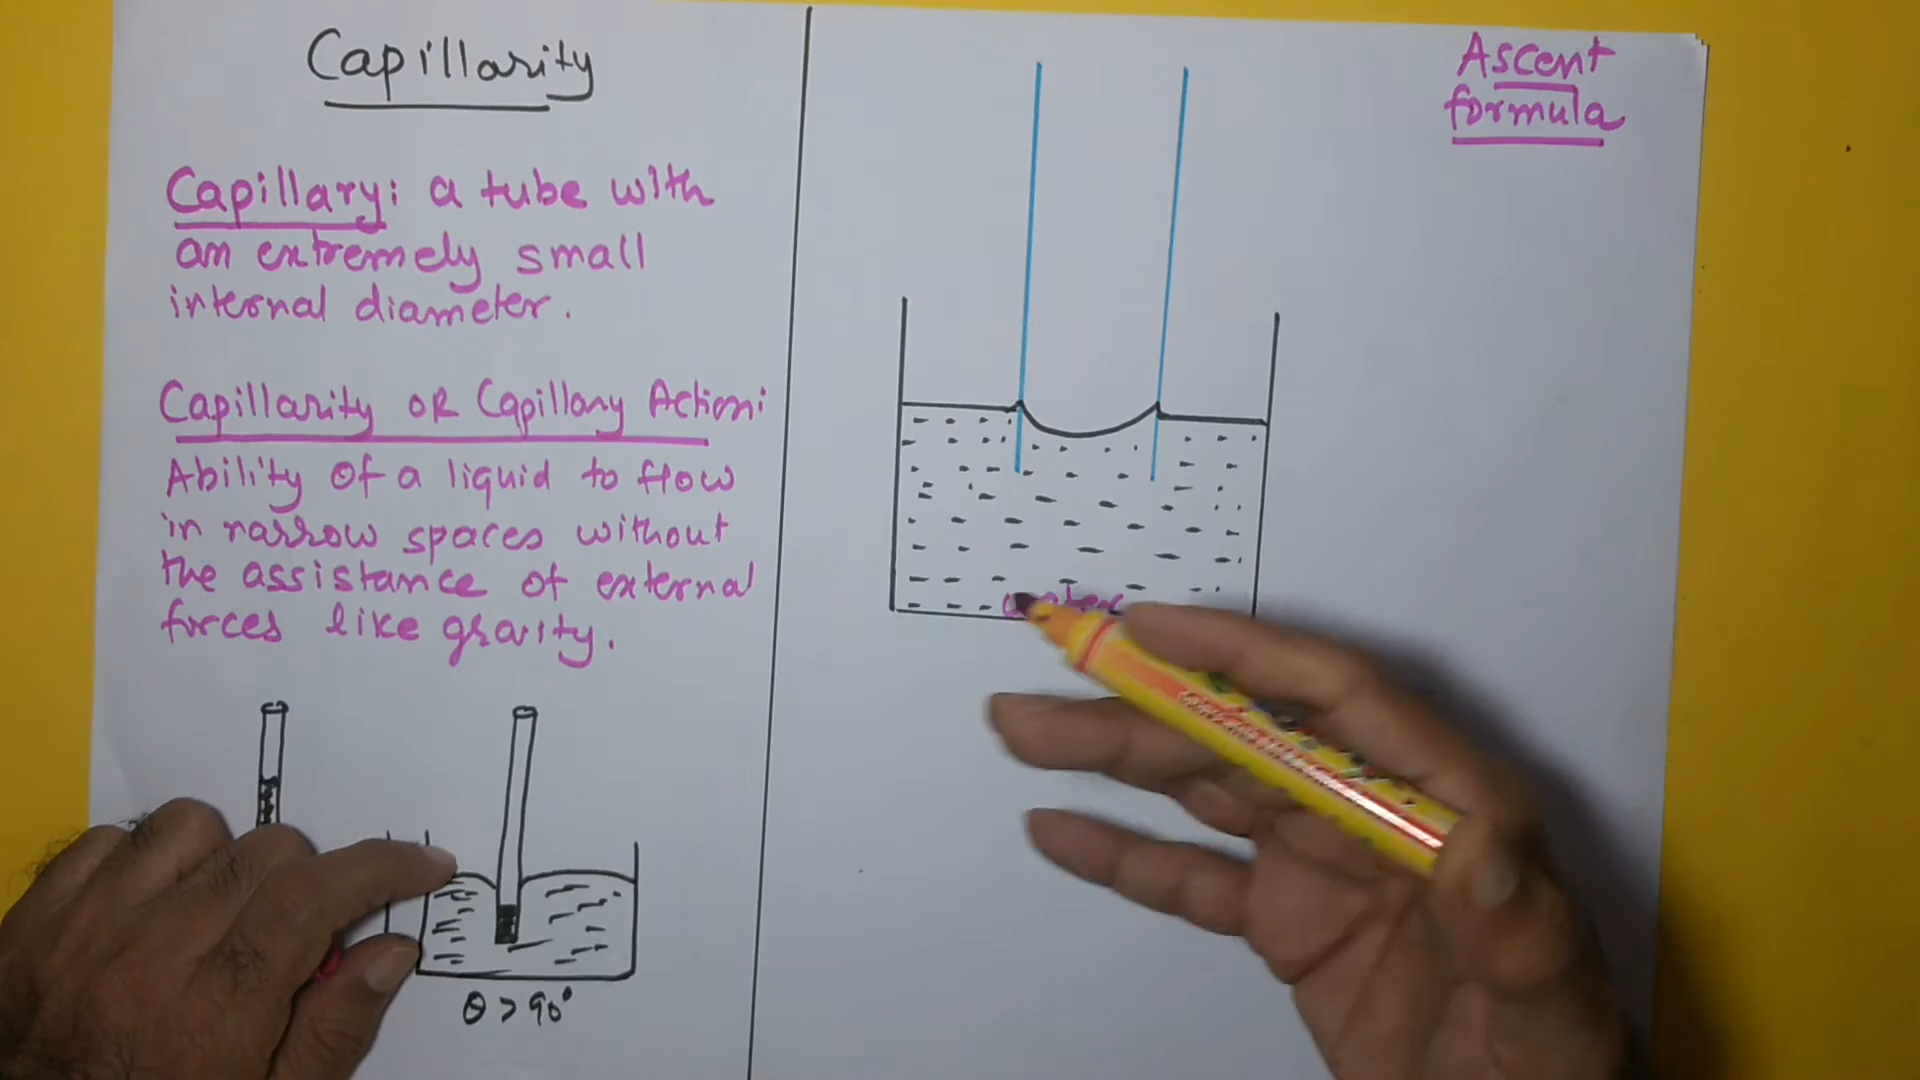 Capillarity
Capillary: a tube with
an extremely small
internal diameter.
Capillarity OR Capillary Action:
Ability of a liquid to flow
in narrow spaces without
the assistance of external
forces like gravity.
θ > 90°
Ascent
formula
water